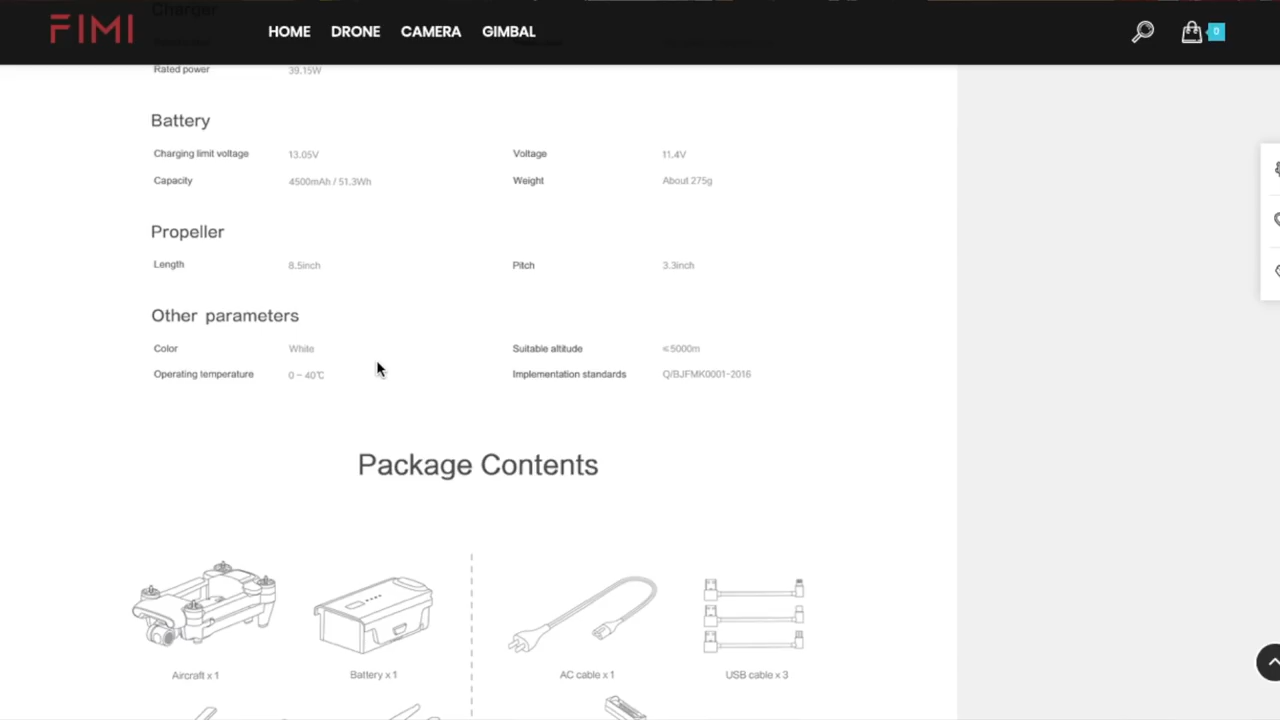 Charger
FIMI HOME DRONE CAMERA GIMBAL 0
Rated power 39.15W
Battery
Charging limit voltage 13.05V Voltage 11.4V
Capacity 4500mAh / 51.3Wh Weight About 275g
Propeller
Length 8.5inch Pitch 3.3inch
Other parameters
Color White Suitable altitude ≤5000m
Operating temperature 0 – 40℃ Implementation standards Q/BJFMK0001-2016
Package Contents
Aircraft x 1 Battery x 1 AC cable x 1 USB cable x 3